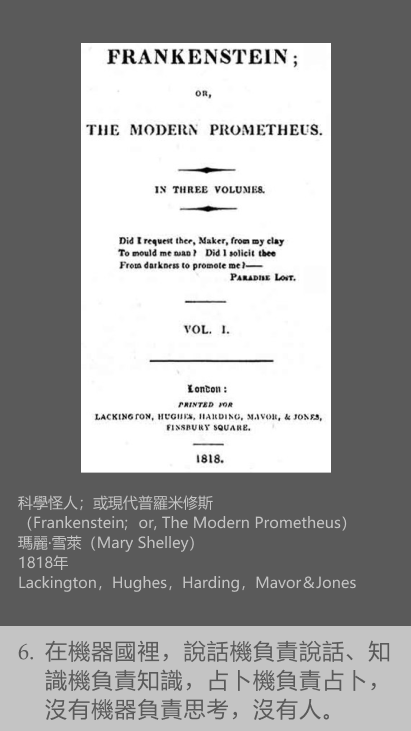 FRANKENSTEIN;
OR,
THE MODERN PROMETHEUS.
IN THREE VOLUMES.
Did I request thee, Maker, from my clay
To mould me man? Did I solicit thee
From darkness to promote me?——
PARADISE LOST.
VOL. I.
London:
PRINTED FOR
LACKINGTON, HUGHES, HARDING, MAVOR, & JONES,
FINSBURY SQUARE.
1818.
科學怪人；或現代普羅米修斯
（Frankenstein；or, The Modern Prometheus）
瑪麗·雪萊（Mary Shelley）
1818年
Lackington，Hughes，Harding，Mavor＆Jones
6. 在機器國裡，說話機負責說話、知
識機負責知識，占卜機負責占卜，
沒有機器負責思考，沒有人。